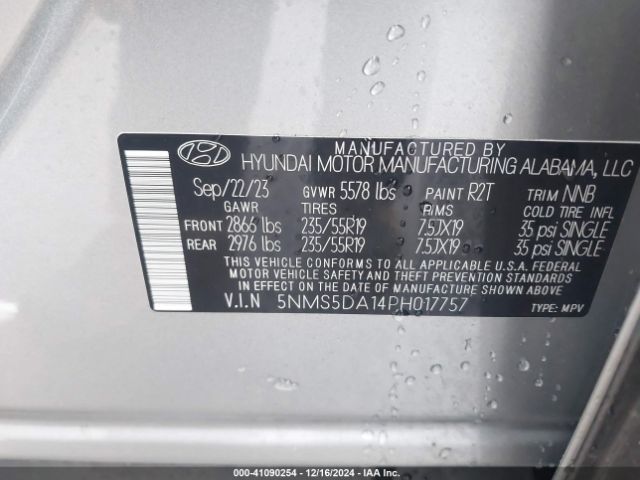 MANUFACTURED BY
HYUNDAI MOTOR MANUFACTURING ALABAMA, LLC
Sep/22/23 GVWR 5578 lbs PAINT R2T TRIM NNB
GAWR TIRES RIMS COLD TIRE INFL
FRONT 2866 lbs 235/55R19 7.5JX19 35 psi SINGLE
REAR 2976 lbs 235/55R19 7.5JX19 35 psi SINGLE
THIS VEHICLE CONFORMS TO ALL APPLICABLE U.S.A. FEDERAL
MOTOR VEHICLE SAFETY AND THEFT PREVENTION STANDARDS
IN EFFECT ON THE DATE OF MANUFACTURE SHOWN ABOVE.
V.I.N 5NMS5DA14PH017757 TYPE: MPV
000-41090254 - 12/16/2024 - IAA Inc.